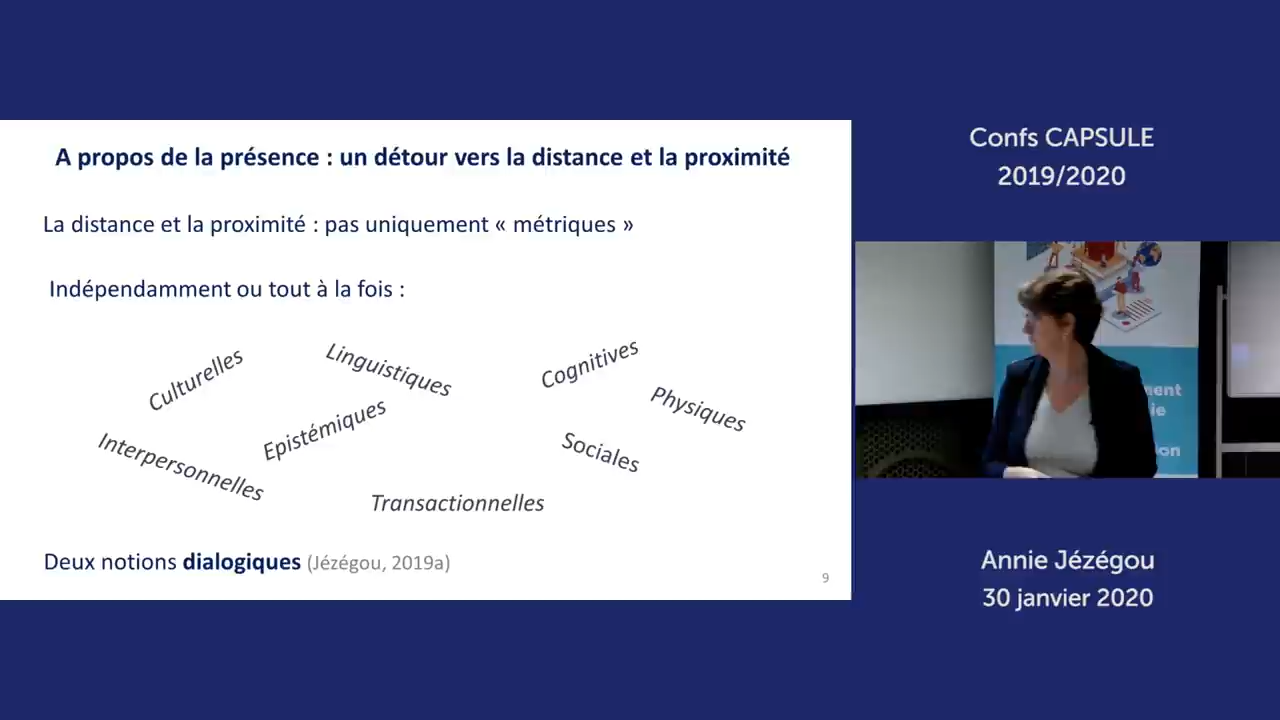 A propos de la présence : un détour vers la distance et la proximité
La distance et la proximité : pas uniquement « métriques »
Indépendamment ou tout à la fois :
Culturelles
Linguistiques
Cognitives
Physiques
Epistémiques
Interpersonnelles
Sociales
Transactionnelles
Deux notions dialogiques (Jézégou, 2019a)
9
Confs CAPSULE
2019/2020
Annie Jézégou
30 janvier 2020